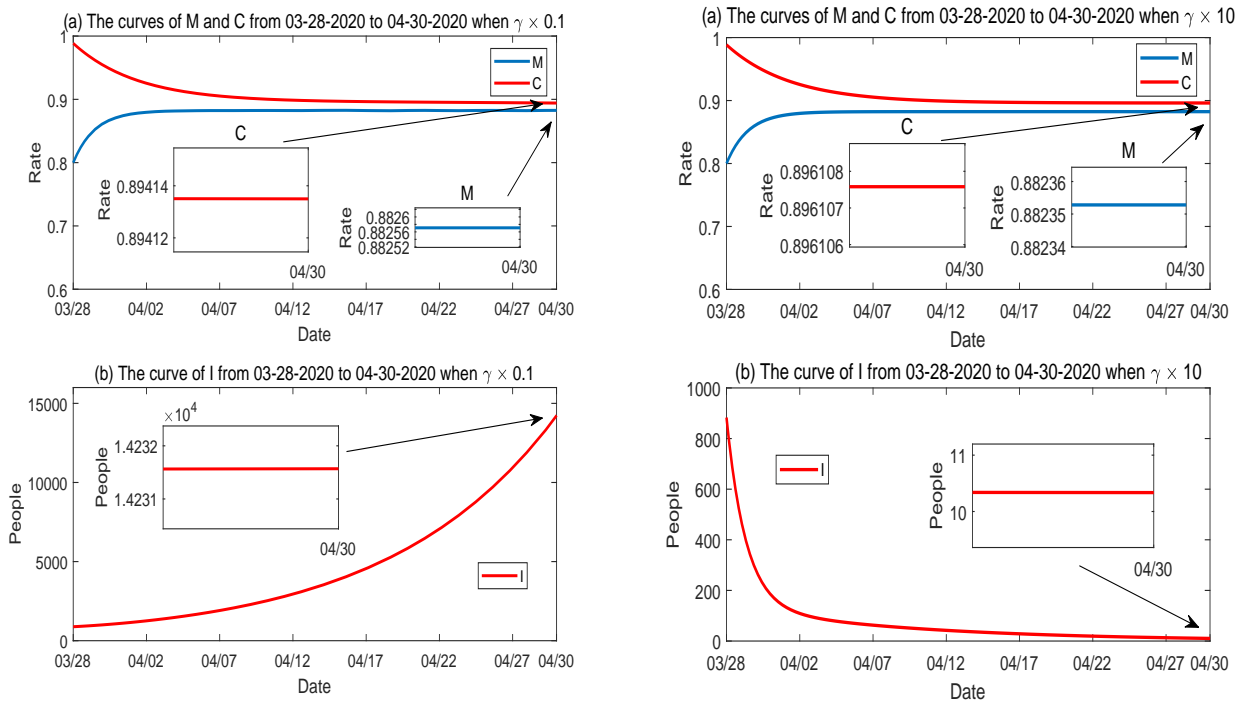 (a) The curves of M and C from 03-28-2020 to 04-30-2020 when γ × 0.1
1
0.9
0.8
0.7
0.6
Rate
M
C
C
0.89414
0.89412
Rate
04/30
M
0.8826
0.88256
0.88252
Rate
04/30
03/28 04/02 04/07 04/12 04/17 04/22 04/27 04/30
Date
(a) The curves of M and C from 03-28-2020 to 04-30-2020 when γ × 10
1
0.9
0.8
0.7
0.6
Rate
M
C
C
0.896108
0.896107
0.896106
Rate
04/30
M
0.88236
0.88235
0.88234
Rate
04/30
03/28 04/02 04/07 04/12 04/17 04/22 04/27 04/30
Date
(b) The curve of I from 03-28-2020 to 04-30-2020 when γ × 0.1
15000
10000
5000
0
People
×10⁴
1.4232
1.4231
People
04/30
I
03/28 04/02 04/07 04/12 04/17 04/22 04/27 04/30
Date
(b) The curve of I from 03-28-2020 to 04-30-2020 when γ × 10
1000
800
600
400
200
0
People
I
11
10
People
04/30
03/28 04/02 04/07 04/12 04/17 04/22 04/27 04/30
Date